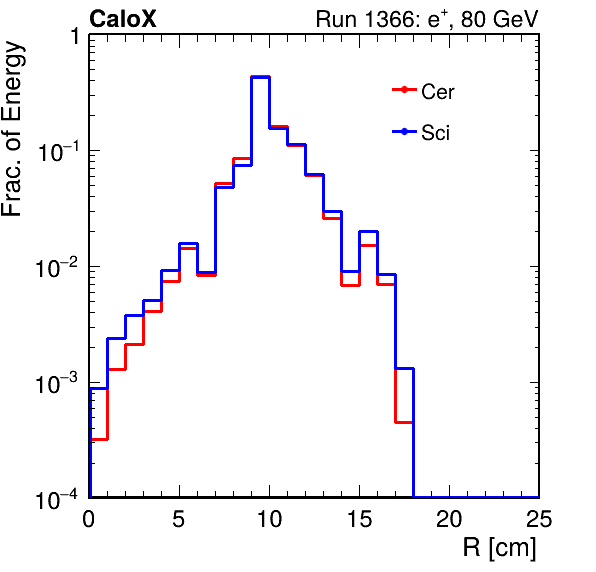 CaloX Run 1366: e⁺, 80 GeV
Frac. of Energy
1
10⁻¹
10⁻²
10⁻³
10⁻⁴
Cer
Sci
0 5 10 15 20 25
R [cm]